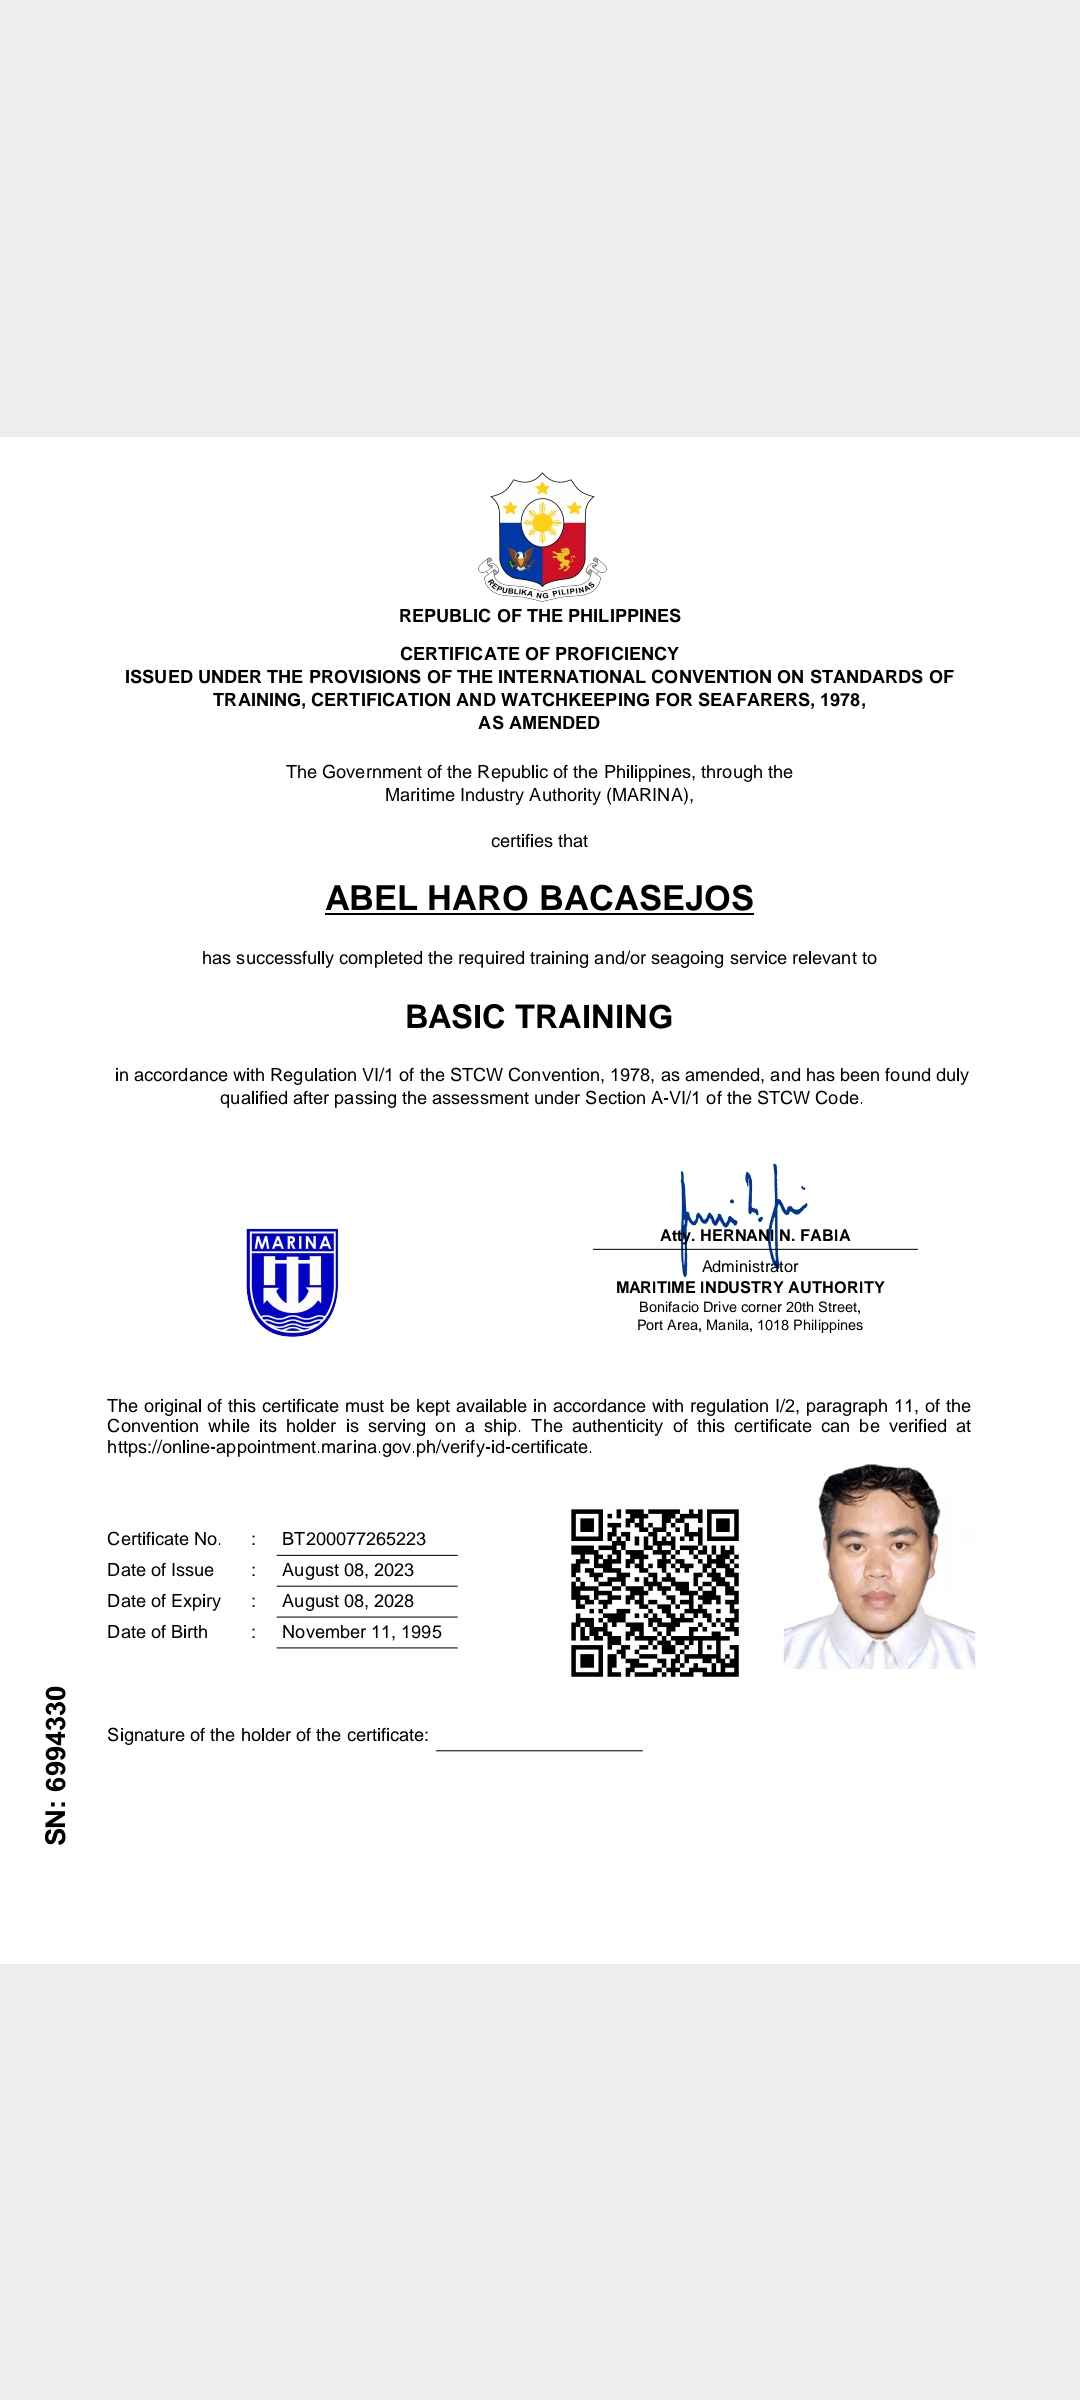 REPUBLIKA NG PILIPINAS
REPUBLIC OF THE PHILIPPINES
CERTIFICATE OF PROFICIENCY
ISSUED UNDER THE PROVISIONS OF THE INTERNATIONAL CONVENTION ON STANDARDS OF
TRAINING, CERTIFICATION AND WATCHKEEPING FOR SEAFARERS, 1978,
AS AMENDED
The Government of the Republic of the Philippines, through the
Maritime Industry Authority (MARINA),
certifies that
ABEL HARO BACASEJOS
has successfully completed the required training and/or seagoing service relevant to
BASIC TRAINING
in accordance with Regulation VI/1 of the STCW Convention, 1978, as amended, and has been found duly
qualified after passing the assessment under Section A-VI/1 of the STCW Code.
MARINA
Atty. HERNANI N. FABIA
Administrator
MARITIME INDUSTRY AUTHORITY
Bonifacio Drive corner 20th Street,
Port Area, Manila, 1018 Philippines
The original of this certificate must be kept available in accordance with regulation I/2, paragraph 11, of the
Convention while its holder is serving on a ship. The authenticity of this certificate can be verified at
https://online-appointment.marina.gov.ph/verify-id-certificate.
Certificate No. : BT200077265223
Date of Issue : August 08, 2023
Date of Expiry : August 08, 2028
Date of Birth : November 11, 1995
Signature of the holder of the certificate:
SN: 6994330